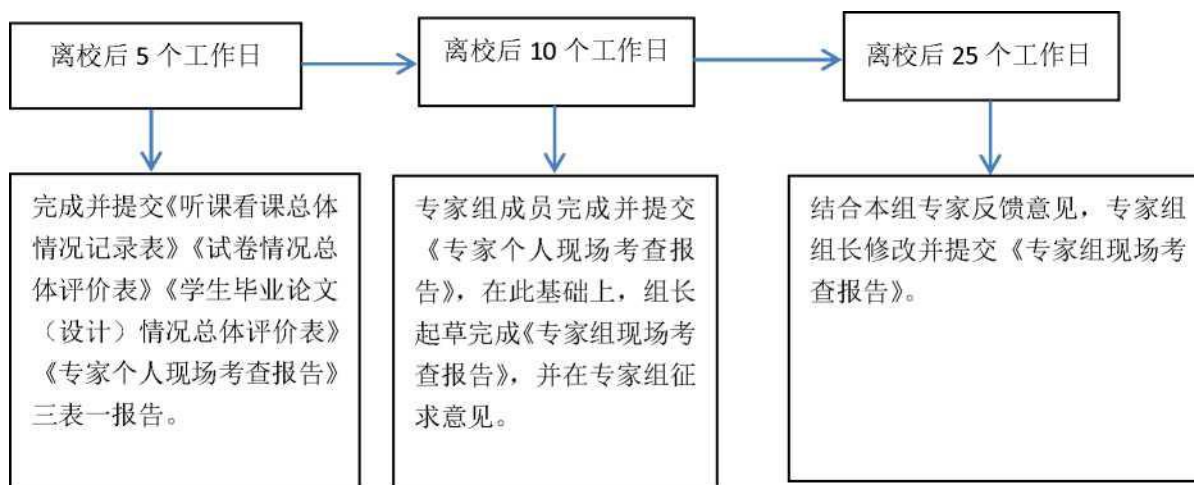 离校后 5 个工作日
离校后 10 个工作日
离校后 25 个工作日
完成并提交《听课看课总体
情况记录表》《试卷情况总
体评价表》《学生毕业论文
（设计）情况总体评价表》
《专家个人现场考查报告》
三表一报告。
专家组成员完成并提交
《专家个人现场考查报
告》，在此基础上，组长
起草完成《专家组现场考
查报告》，并在专家组征
求意见。
结合本组专家反馈意见，专家组
组长修改并提交《专家组现场考
查报告》。